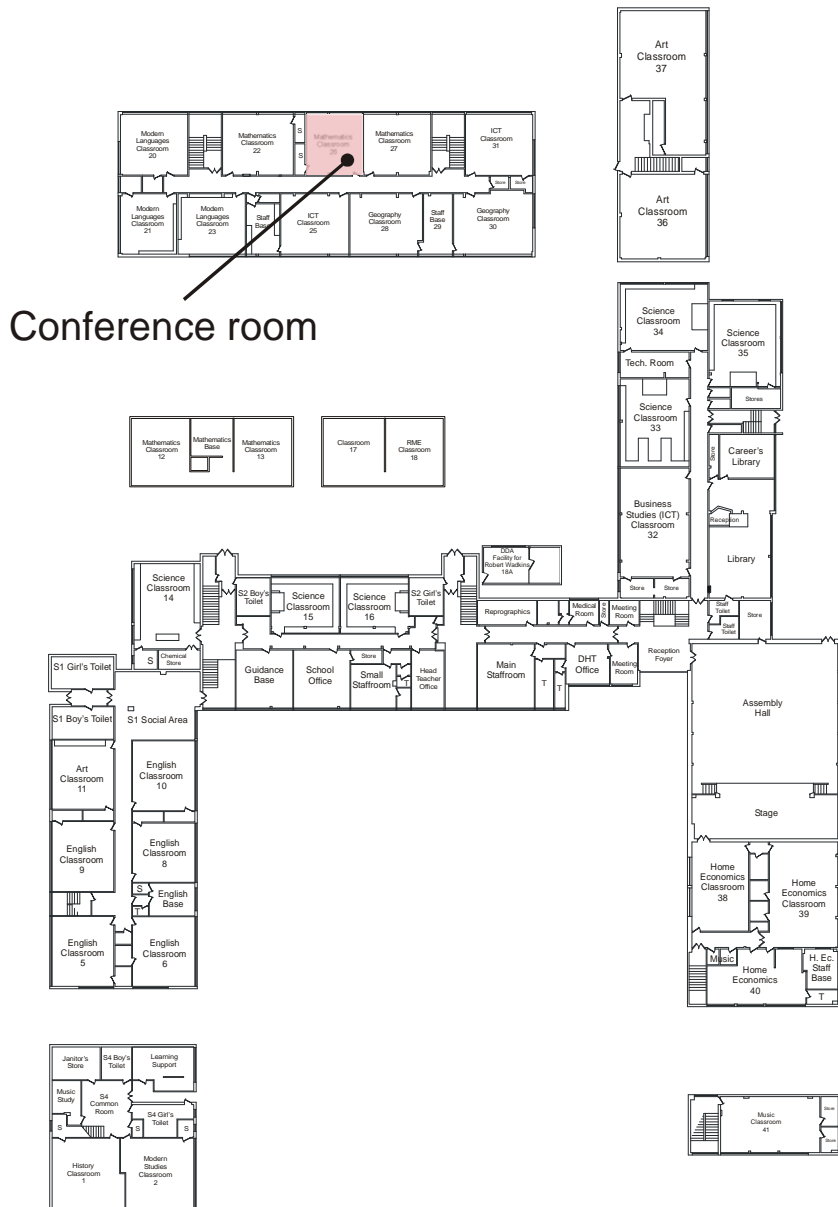 Art
Classroom
37
Modern
Languages
Classroom
20
Mathematics
Classroom
22
S
S
Mathematics
Classroom
26
Mathematics
Classroom
27
ICT
Classroom
31
Store
Store
Modern
Languages
Classroom
21
Modern
Languages
Classroom
23
Staff
Base
ICT
Classroom
25
Geography
Classroom
28
Staff
Base
29
Geography
Classroom
30
Art
Classroom
36
Conference room
Science
Classroom
34
Science
Classroom
35
Tech. Room
Stores
Science
Classroom
33
Mathematics
Classroom
12
Mathematics
Base
Mathematics
Classroom
13
Classroom
17
RME
Classroom
18
Store
Career's
Library
Business
Studies (ICT)
Classroom
32
Reception
Library
DDA
Facility for
Robert Wadkins
18A
Science
Classroom
14
S2 Boy's
Toilet
Science
Classroom
15
Science
Classroom
16
S2 Girl's
Toilet
Reprographics
Medical
Room
Store
Meeting
Room
Store
Store
Staff
Toilet
Staff
Toilet
Store
S
Chemical
Store
S1 Girl's Toilet
Guidance
Base
School
Office
Store
Small
Staffroom
T
Head
Teacher
Office
Main
Staffroom
T
T
DHT
Office
Meeting
Room
Reception
Foyer
Assembly
Hall
S1 Boy's Toilet
S1 Social Area
Art
Classroom
11
English
Classroom
10
Stage
English
Classroom
9
English
Classroom
8
S
English
Base
T
Home
Economics
Classroom
38
Home
Economics
Classroom
39
English
Classroom
5
English
Classroom
6
Music
Home
Economics
40
H. Ec.
Staff
Base
T
Janitor's
Store
S4 Boy's
Toilet
Learning
Support
Music
Study
S4
Common
Room
S4 Girl's
Toilet
S
S
S
Music
Classroom
41
Store
Store
History
Classroom
1
Modern
Studies
Classroom
2